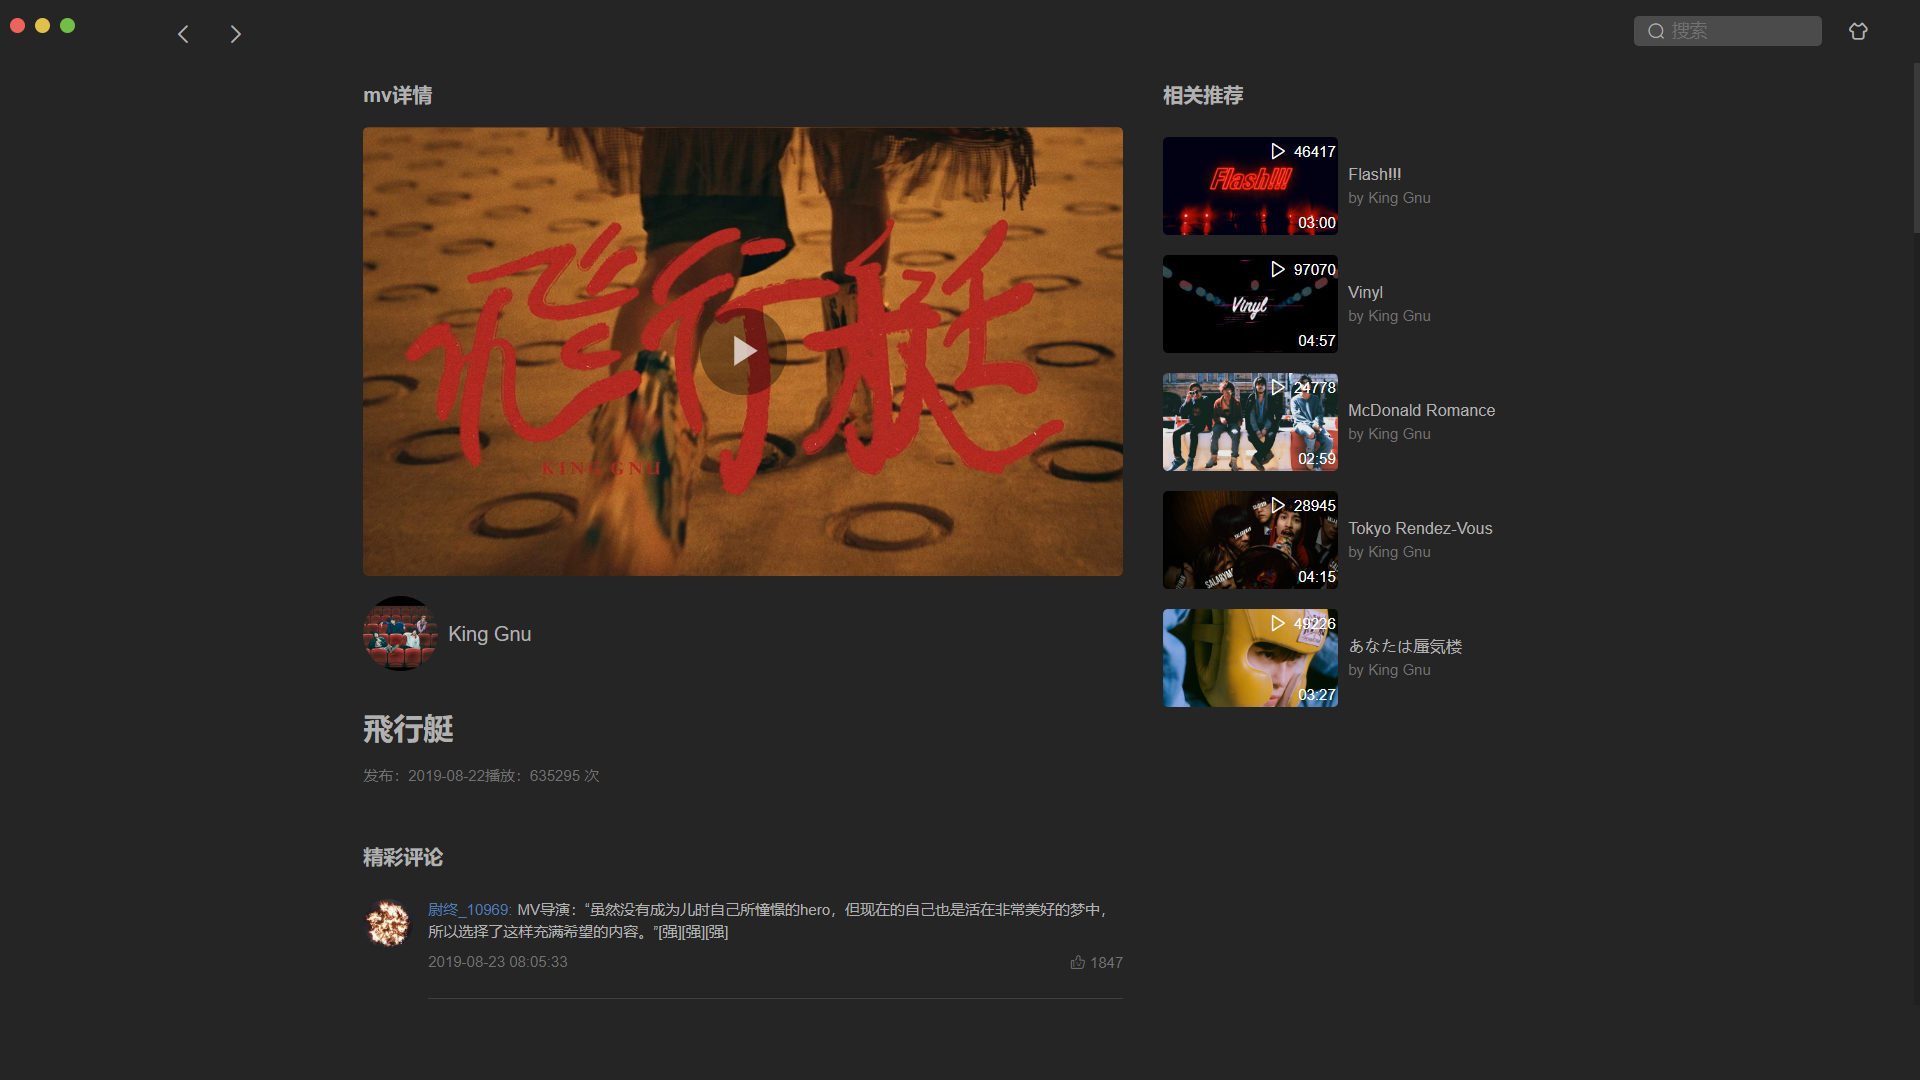 搜索
mv详情
飛行艇
KING GNU
King Gnu
飛行艇
发布：2019-08-22播放：635295 次
精彩评论
尉终_10969: MV导演：“虽然没有成为儿时自己所憧憬的hero，但现在的自己也是活在非常美好的梦中，
所以选择了这样充满希望的内容。”[强][强][强]
2019-08-23 08:05:33
1847
相关推荐
46417
Flash!!!
03:00
Flash!!!
by King Gnu
97070
Vinyl
04:57
Vinyl
by King Gnu
24778
02:59
McDonald Romance
by King Gnu
28945
04:15
Tokyo Rendez-Vous
by King Gnu
49226
03:27
あなたは蜃気楼
by King Gnu